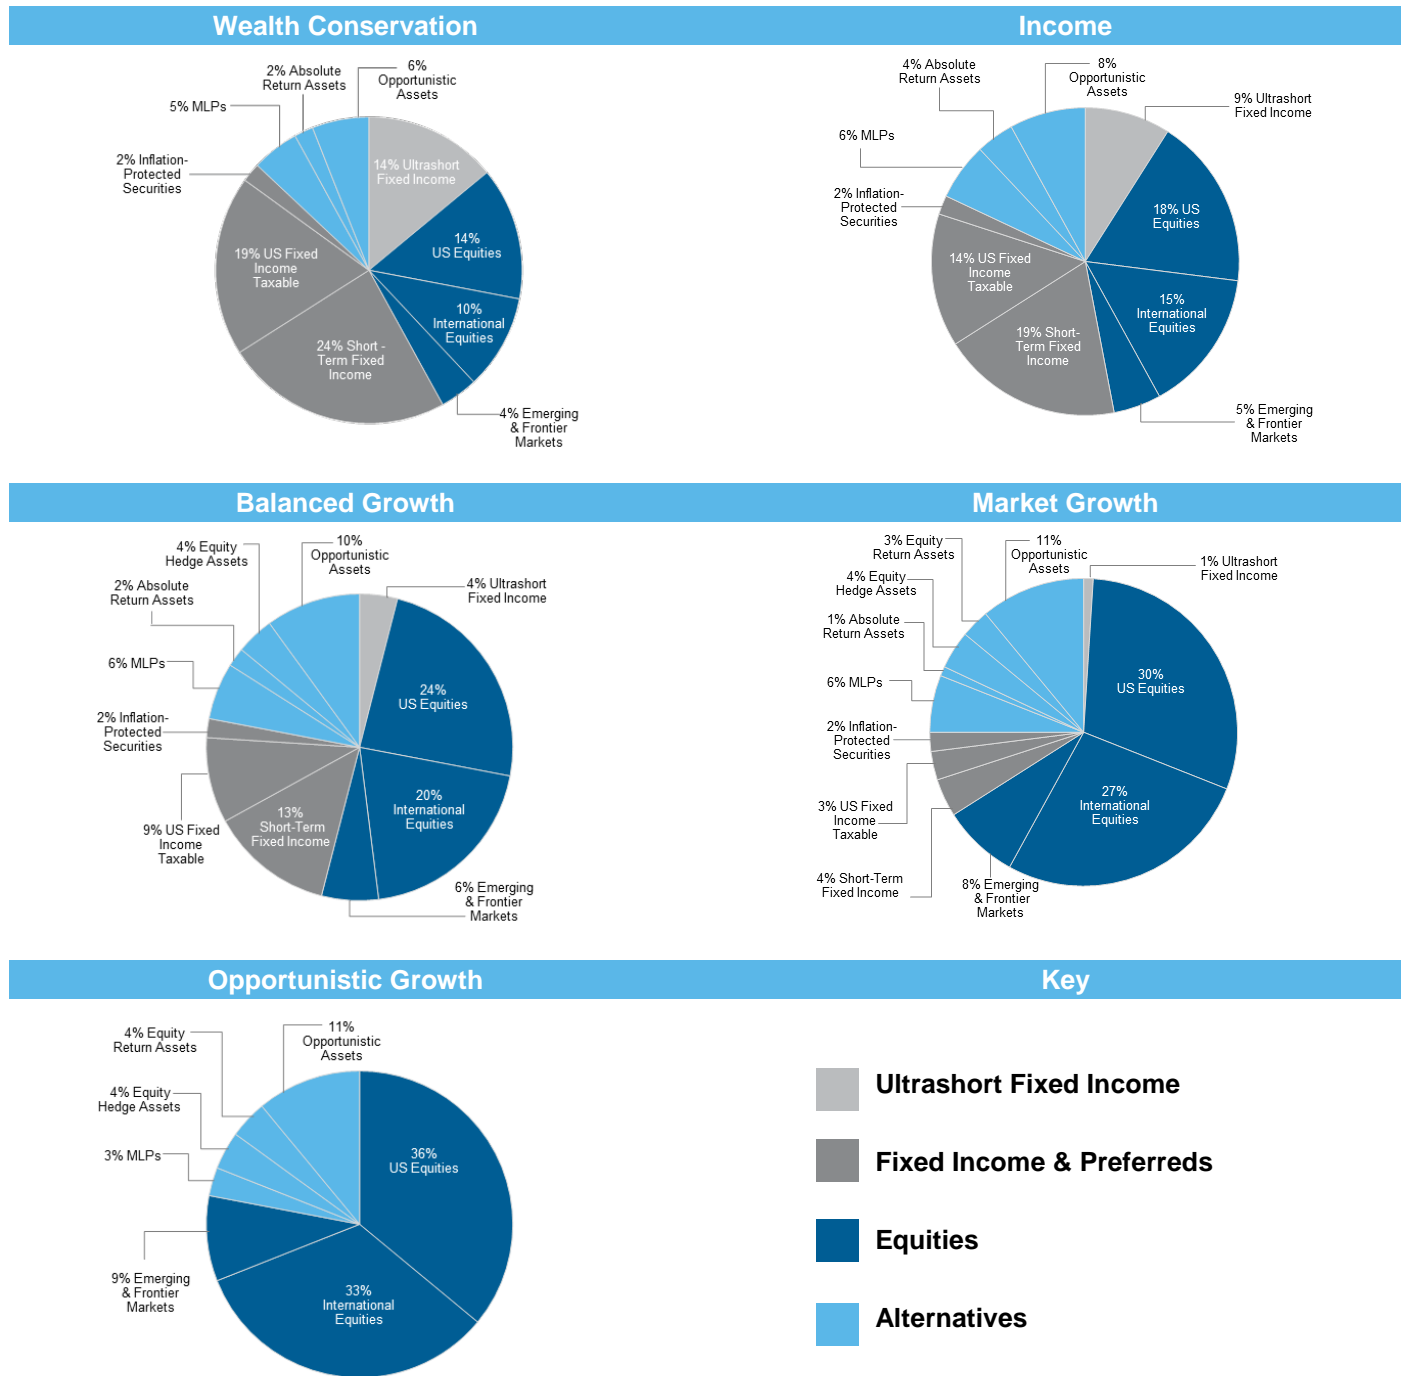 Wealth Conservation
2% Absolute
Return Assets
6%
Opportunistic
Assets
5% MLPs
2% Inflation-
Protected
Securities
14% Ultrashort
Fixed Income
14%
US Equities
10%
International
Equities
4% Emerging
& Frontier
Markets
24% Short -
Term Fixed
Income
19% US Fixed
Income
Taxable
Income
4% Absolute
Return Assets
8%
Opportunistic
Assets
9% Ultrashort
Fixed Income
6% MLPs
2% Inflation-
Protected
Securities
18% US
Equities
15%
International
Equities
5% Emerging
& Frontier
Markets
19% Short-
Term Fixed
Income
14% US Fixed
Income
Taxable
Balanced Growth
4% Equity
Hedge Assets
10%
Opportunistic
Assets
2% Absolute
Return Assets
4% Ultrashort
Fixed Income
6% MLPs
2% Inflation-
Protected
Securities
24%
US Equities
20%
International
Equities
6% Emerging
& Frontier
Markets
13%
Short-Term
Fixed Income
9% US Fixed
Income
Taxable
Market Growth
3% Equity
Return Assets
11%
Opportunistic
Assets
1% Ultrashort
Fixed Income
4% Equity
Hedge Assets
1% Absolute
Return Assets
6% MLPs
2% Inflation-
Protected
Securities
3% US Fixed
Income
Taxable
4% Short-Term
Fixed Income
8% Emerging
& Frontier
Markets
30%
US Equities
27%
International
Equities
Opportunistic Growth
4% Equity
Return Assets
11%
Opportunistic
Assets
4% Equity
Hedge Assets
3% MLPs
9% Emerging
& Frontier
Markets
36%
US Equities
33%
International
Equities
Key
Ultrashort Fixed Income
Fixed Income & Preferreds
Equities
Alternatives